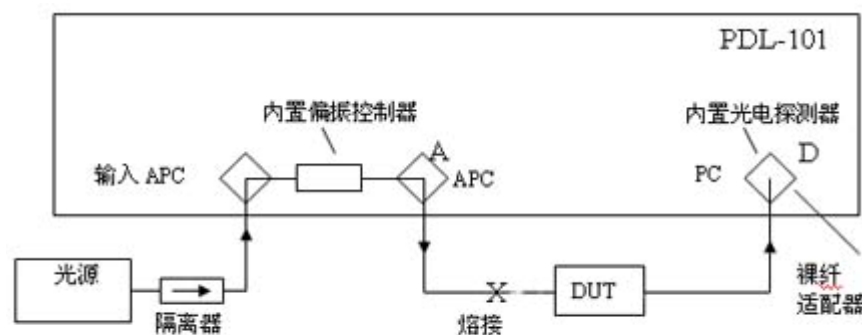 PDL-101
内置偏振控制器
内置光电探测器
输入 APC
A
APC
PC
D
光源
隔离器
X
熔接
DUT
裸纤
适配器